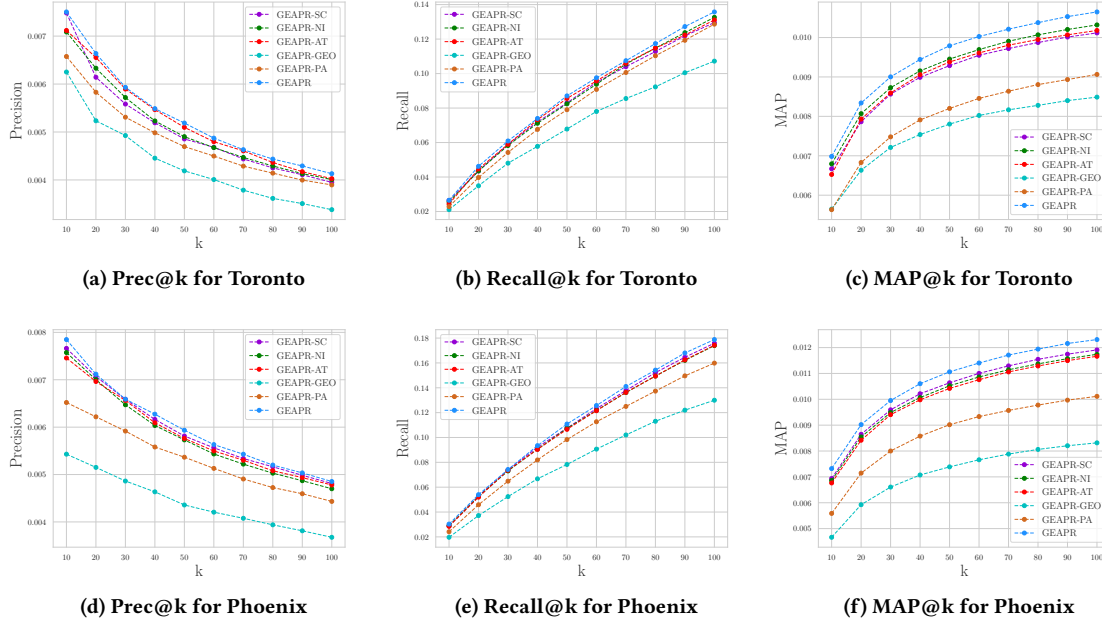 0.007
0.006
0.005
0.004
Precision
10 20 30 40 50 60 70 80 90 100
k
GEAPR-SC
GEAPR-NI
GEAPR-AT
GEAPR-GEO
GEAPR-PA
GEAPR
(a) Prec@k for Toronto
0.14
0.12
0.10
0.08
0.06
0.04
0.02
Recall
10 20 30 40 50 60 70 80 90 100
k
GEAPR-SC
GEAPR-NI
GEAPR-AT
GEAPR-GEO
GEAPR-PA
GEAPR
(b) Recall@k for Toronto
0.010
0.009
0.008
0.007
0.006
MAP
10 20 30 40 50 60 70 80 90 100
k
GEAPR-SC
GEAPR-NI
GEAPR-AT
GEAPR-GEO
GEAPR-PA
GEAPR
(c) MAP@k for Toronto
0.008
0.007
0.006
0.005
0.004
Precision
10 20 30 40 50 60 70 80 90 100
k
GEAPR-SC
GEAPR-NI
GEAPR-AT
GEAPR-GEO
GEAPR-PA
GEAPR
(d) Prec@k for Phoenix
0.18
0.16
0.14
0.12
0.10
0.08
0.06
0.04
0.02
Recall
10 20 30 40 50 60 70 80 90 100
k
GEAPR-SC
GEAPR-NI
GEAPR-AT
GEAPR-GEO
GEAPR-PA
GEAPR
(e) Recall@k for Phoenix
0.012
0.011
0.010
0.009
0.008
0.007
0.006
0.005
MAP
10 20 30 40 50 60 70 80 90 100
k
GEAPR-SC
GEAPR-NI
GEAPR-AT
GEAPR-GEO
GEAPR-PA
GEAPR
(f) MAP@k for Phoenix